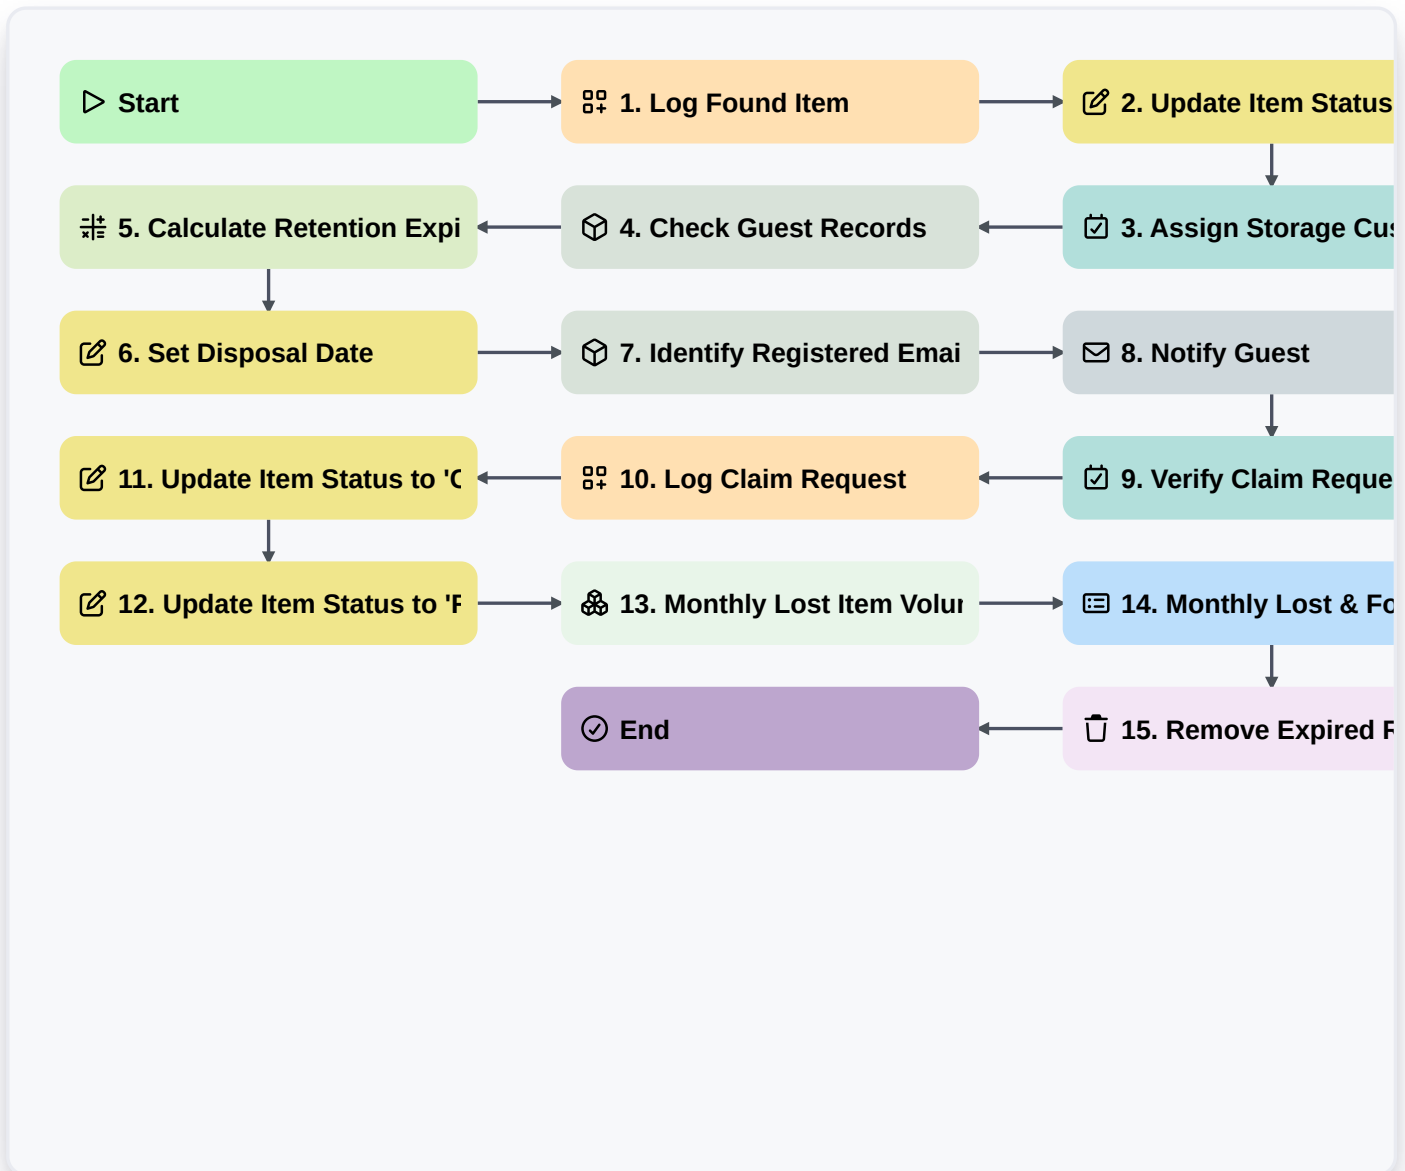 Start
1. Log Found Item
2. Update Item Status
5. Calculate Retention Expi
4. Check Guest Records
3. Assign Storage Cus
6. Set Disposal Date
7. Identify Registered Emai
8. Notify Guest
11. Update Item Status to '
10. Log Claim Request
9. Verify Claim Reque
12. Update Item Status to '
13. Monthly Lost Item Volu
14. Monthly Lost & Fo
End
15. Remove Expired